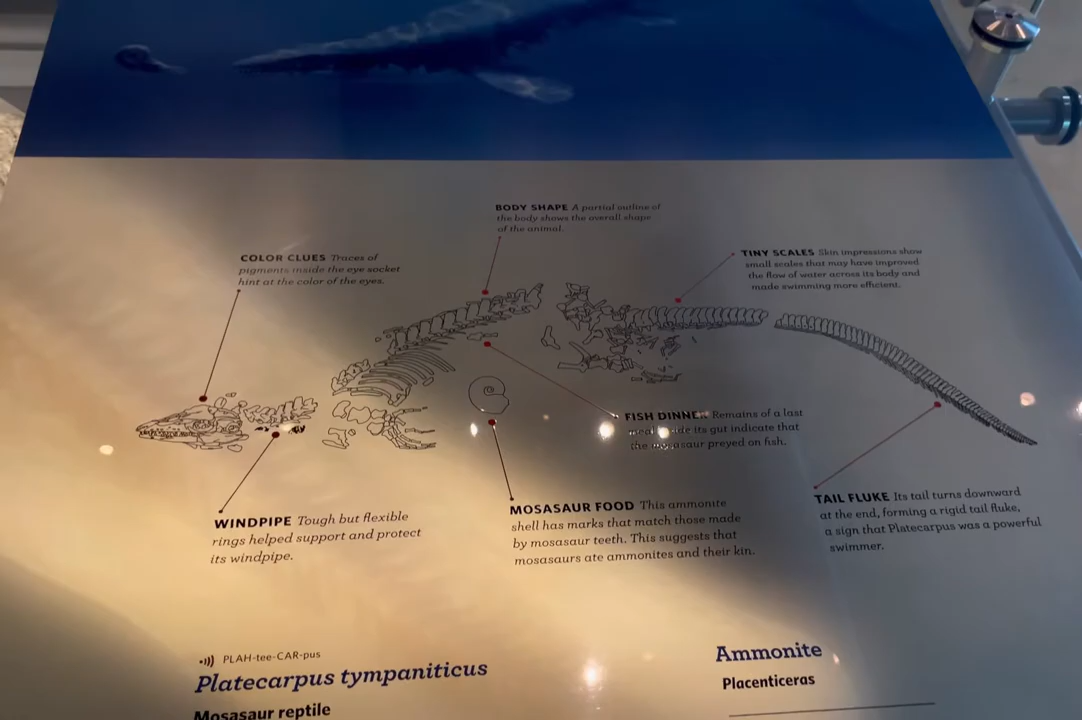 BODY SHAPE A partial outline of
the body shows the overall shape
of the animal.
COLOR CLUES Traces of
pigments inside the eye socket
hint at the color of the eyes.
TINY SCALES Skin impressions show
small scales that may have improved
the flow of water across its body and
made swimming more efficient.
FISH DINNER Remains of a last
meal inside its gut indicate that
the mosasaur preyed on fish.
WINDPIPE Tough but flexible
rings helped support and protect
its windpipe.
MOSASAUR FOOD This ammonite
shell has marks that match those made
by mosasaur teeth. This suggests that
mosasaurs ate ammonites and their kin.
TAIL FLUKE Its tail turns downward
at the end, forming a rigid tail fluke,
a sign that Platecarpus was a powerful
swimmer.
PLAH-tee-CAR-pus
Platecarpus tympaniticus
Mosasaur reptile
Ammonite
Placenticeras